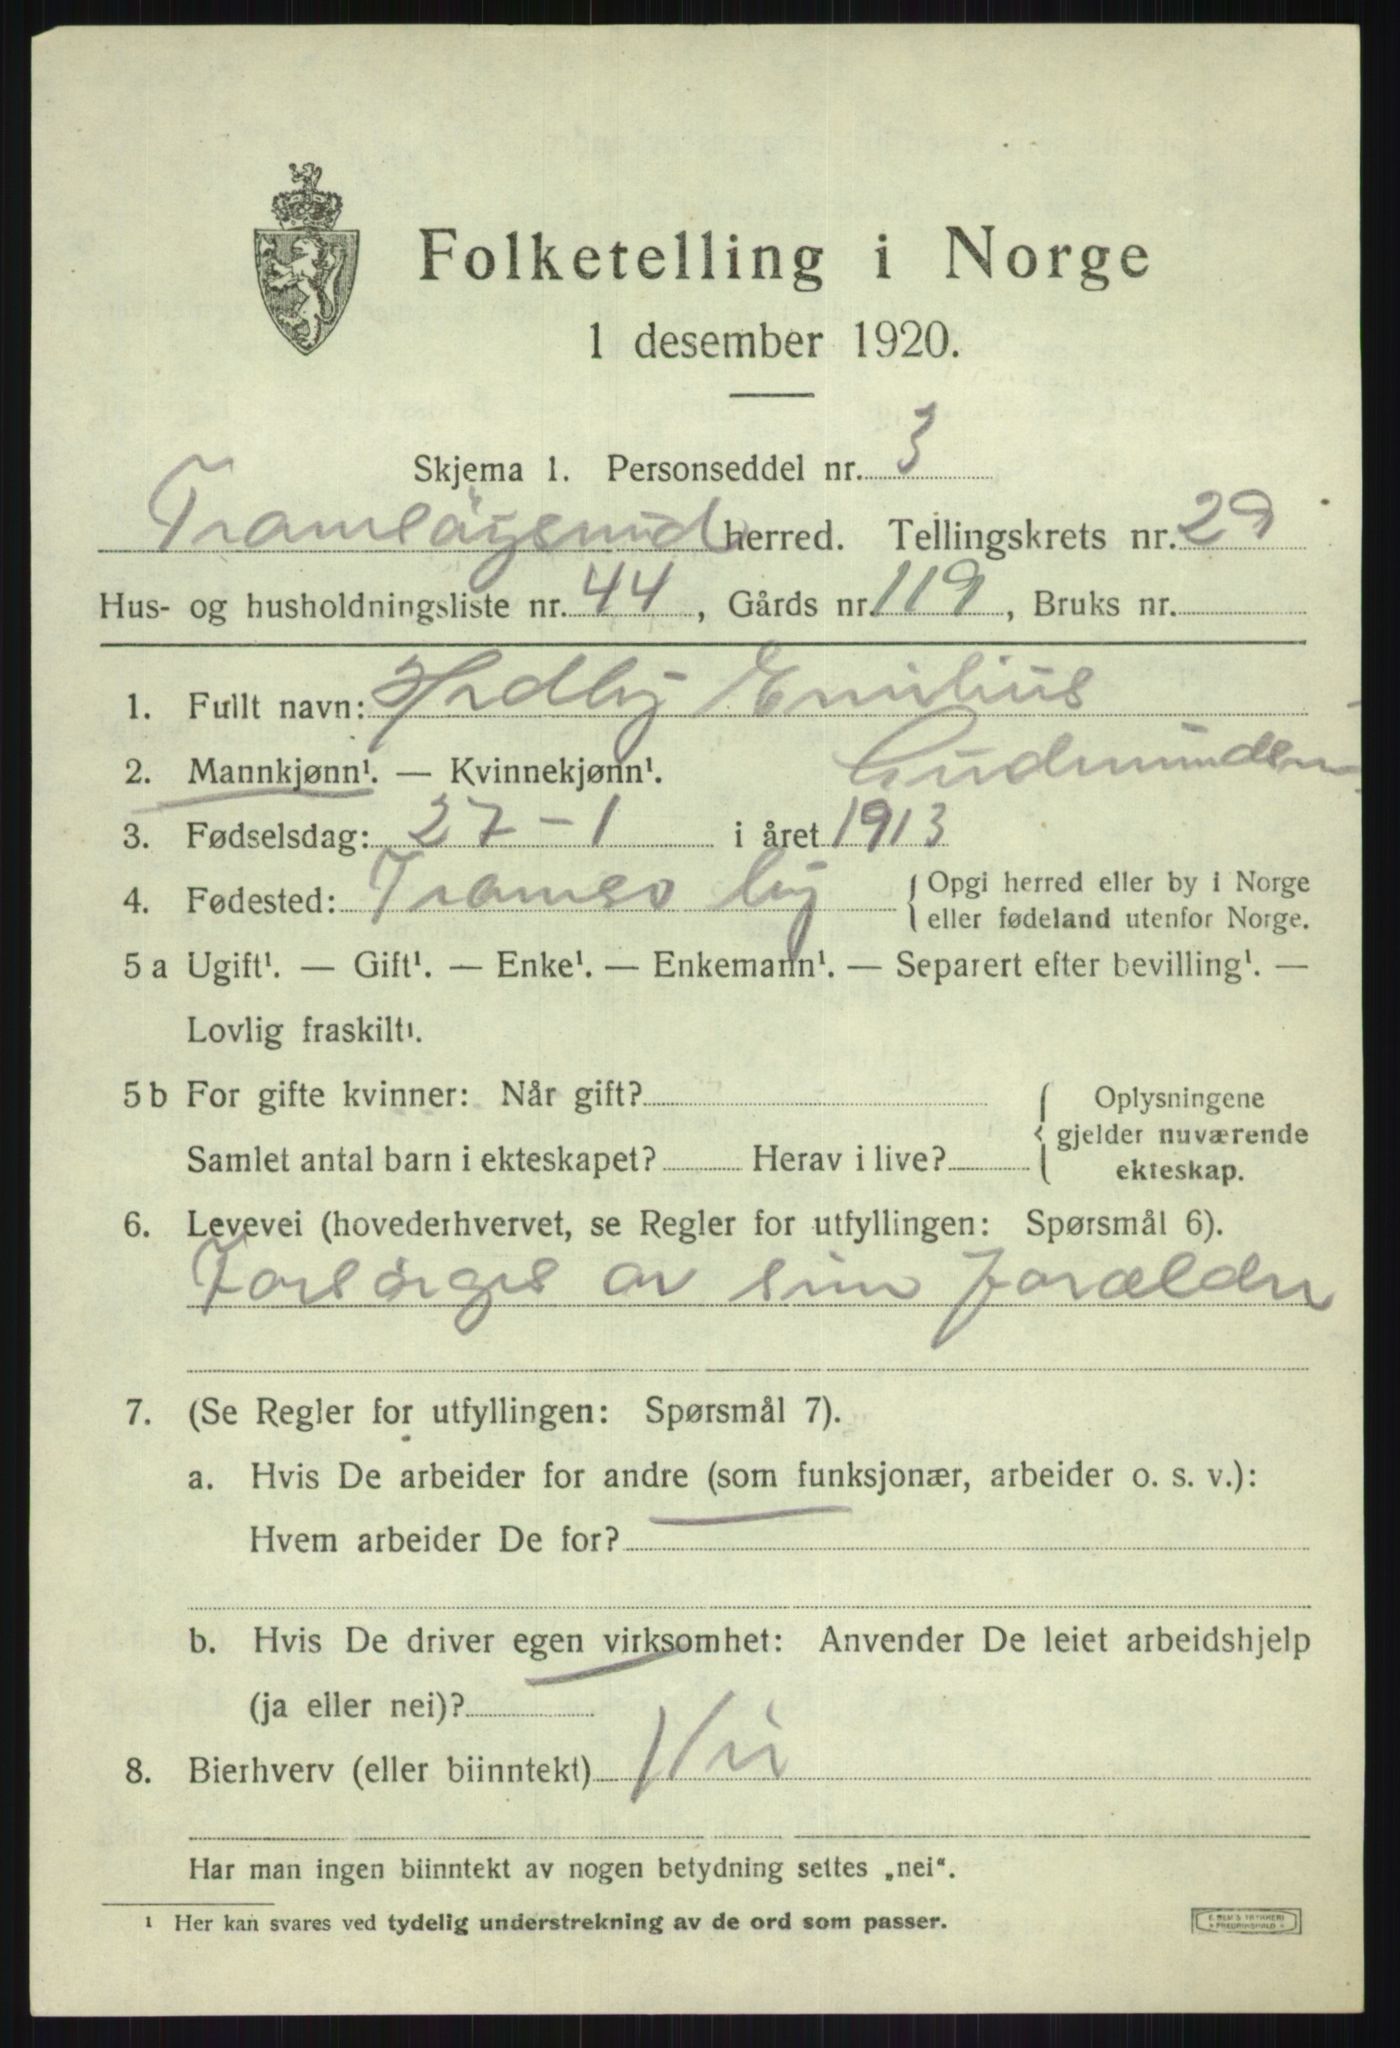 Folketelling i Norge
1 desember 1920.
Skjema 1. Personseddel nr. 3
Tromsøysund herred. Tellingskrets nr. 29
Hus- og husholdningsliste nr. 44, Gårds nr. 119, Bruks nr.
1. Fullt navn: Hedly Emilius
Gudmundsen
2. Mannkjønn¹. — Kvinnekjønn¹.
3. Fødselsdag: 27-1 i året 1913
4. Fødested: Tromsø by { Opgi herred eller by i Norge
eller fødeland utenfor Norge.
5 a Ugift¹. — Gift¹. — Enke¹. — Enkemann¹. — Separert efter bevilling¹. —
Lovlig fraskilt¹.
5 b For gifte kvinner: Når gift? { Oplysningene
gjelder nuværende
Samlet antal barn i ekteskapet? Herav i live? ekteskap.
6. Levevei (hovederhvervet, se Regler for utfyllingen: Spørsmål 6).
Forsørges av sine forældre
7. (Se Regler for utfyllingen: Spørsmål 7).
a. Hvis De arbeider for andre (som funksjonær, arbeider o. s. v.):
Hvem arbeider De for?
b. Hvis De driver egen virksomhet: Anvender De leiet arbeidshjelp
(ja eller nei)?
8. Bierhverv (eller biinntekt) Nei
Har man ingen biinntekt av nogen betydning settes „nei“.
¹ Her kan svares ved tydelig understrekning av de ord som passer.